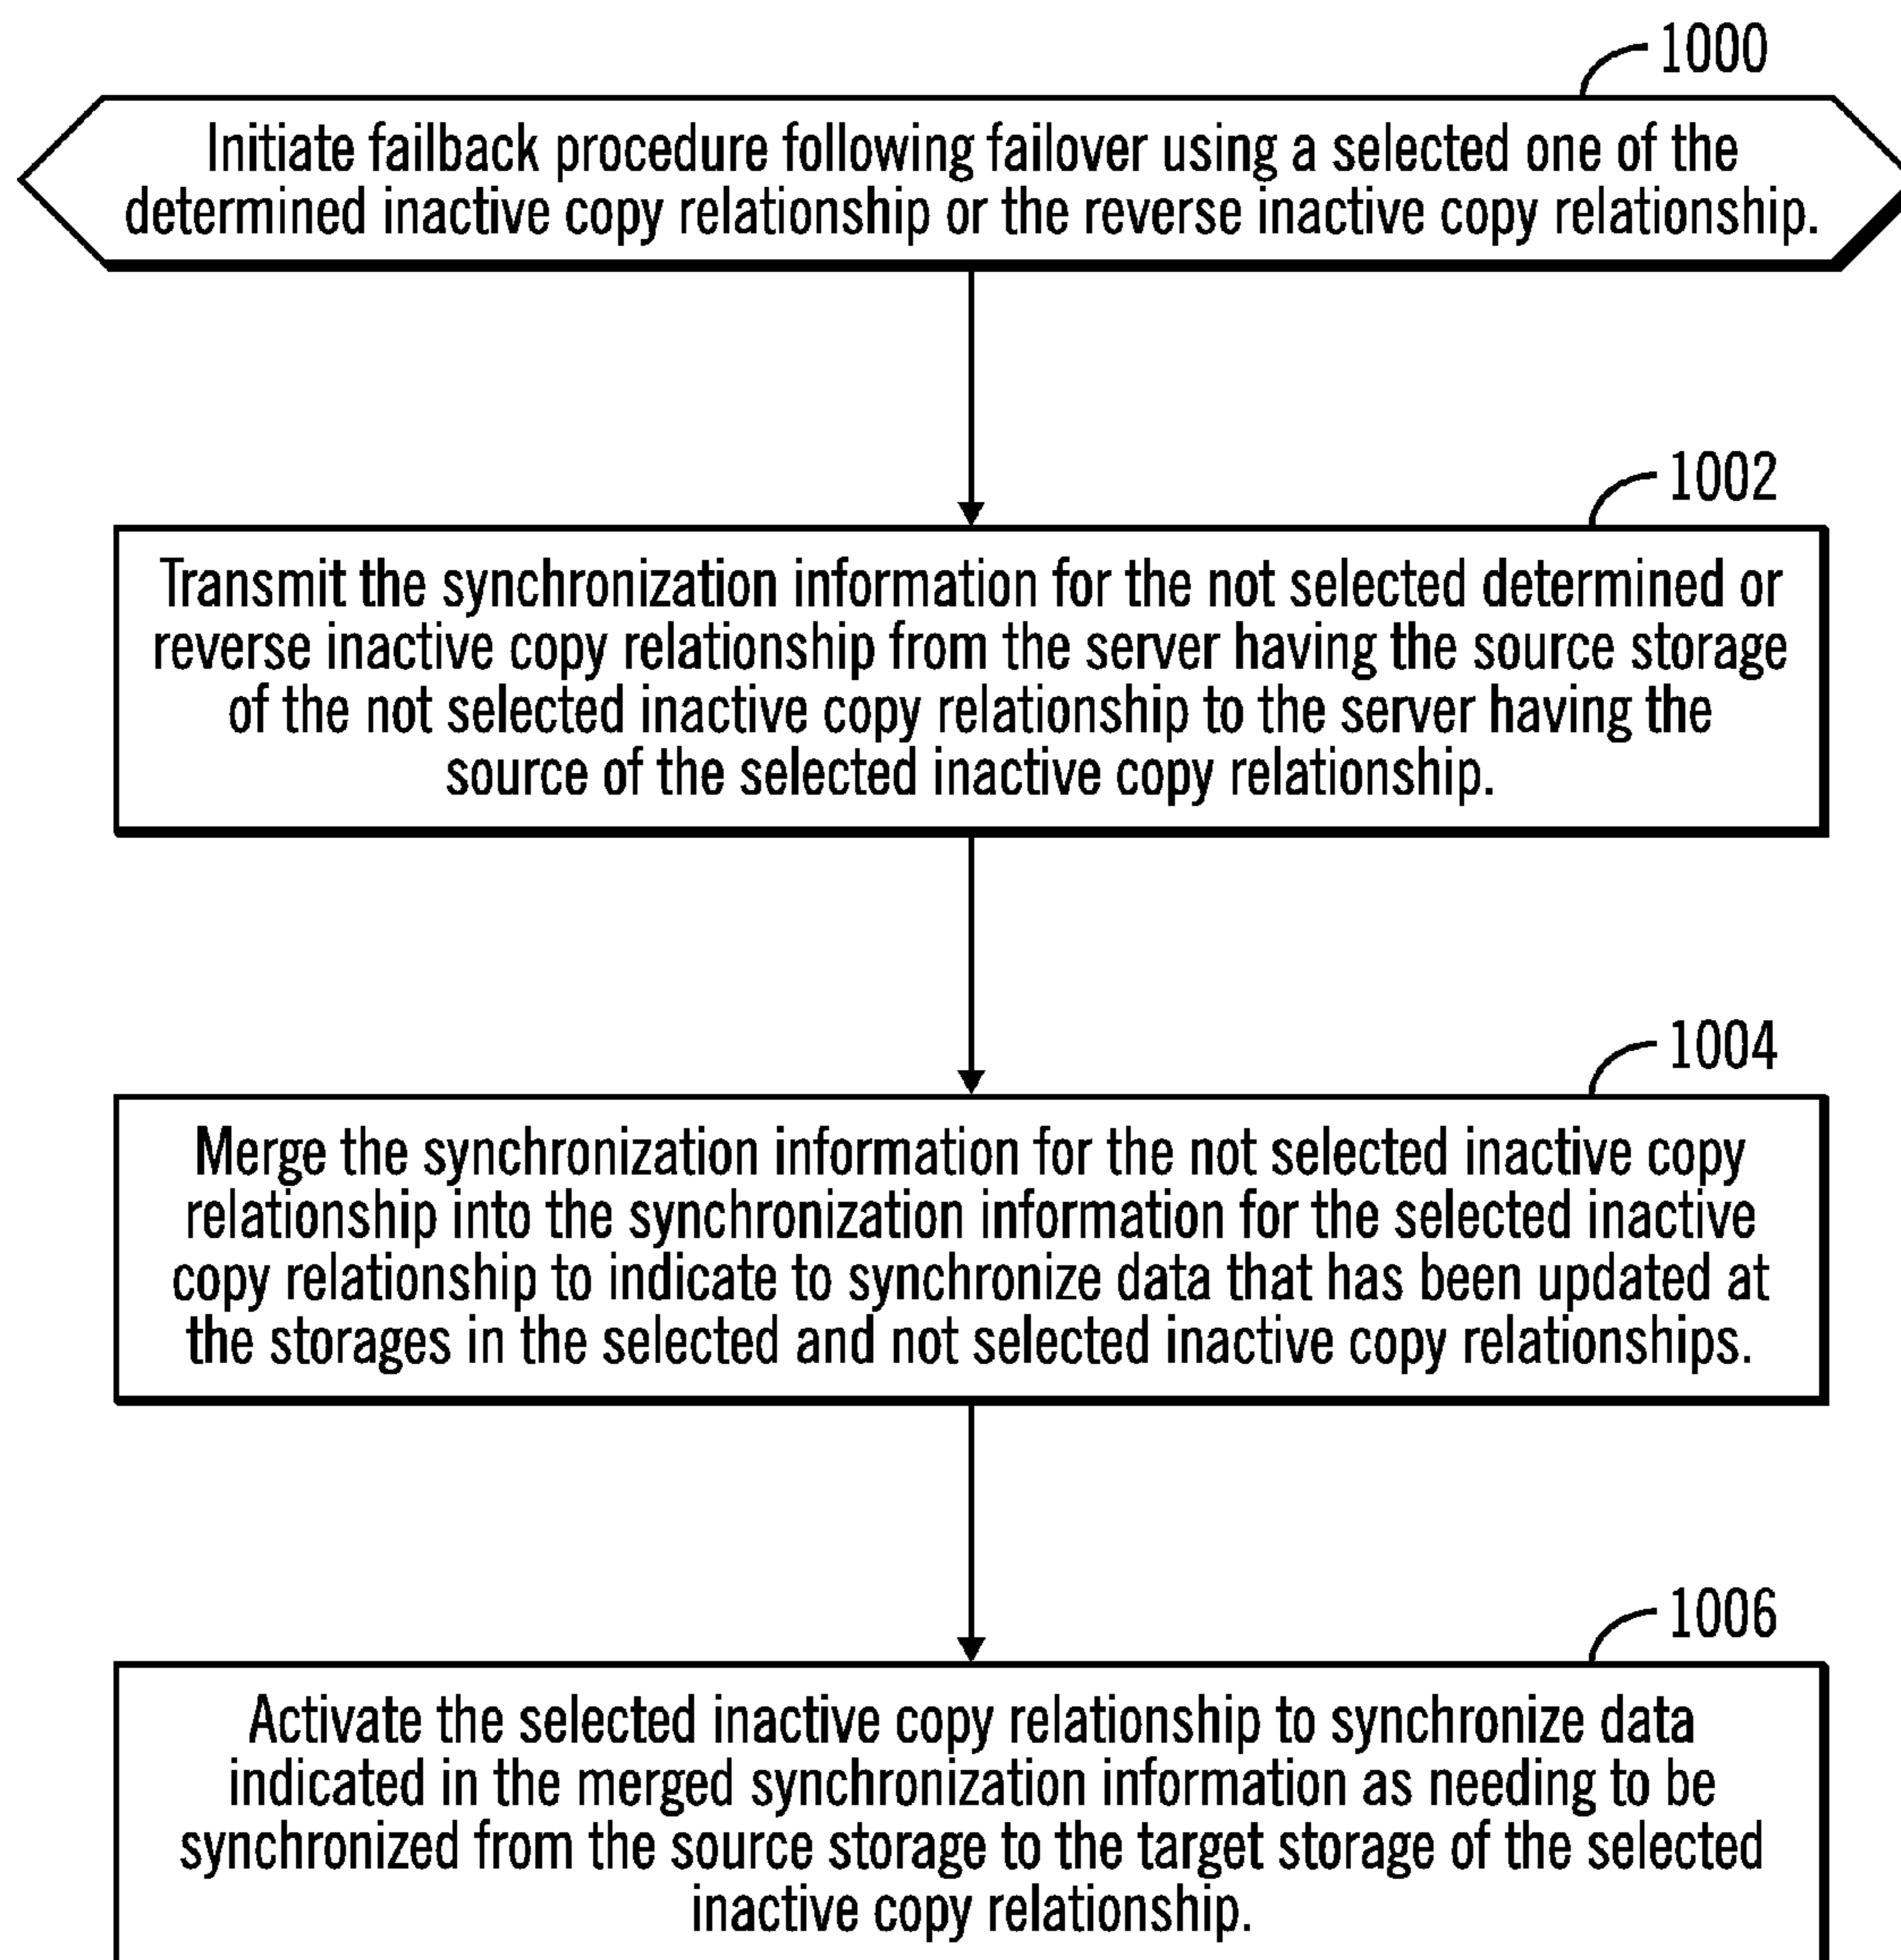 1000
Initiate failback procedure following failover using a selected one of the
determined inactive copy relationship or the reverse inactive copy relationship.
1002
Transmit the synchronization information for the not selected determined or
reverse inactive copy relationship from the server having the source storage
of the not selected inactive copy relationship to the server having the
source of the selected inactive copy relationship.
1004
Merge the synchronization information for the not selected inactive copy
relationship into the synchronization information for the selected inactive
copy relationship to indicate to synchronize data that has been updated at
the storages in the selected and not selected inactive copy relationships.
1006
Activate the selected inactive copy relationship to synchronize data
indicated in the merged synchronization information as needing to be
synchronized from the source storage to the target storage of the selected
inactive copy relationship.